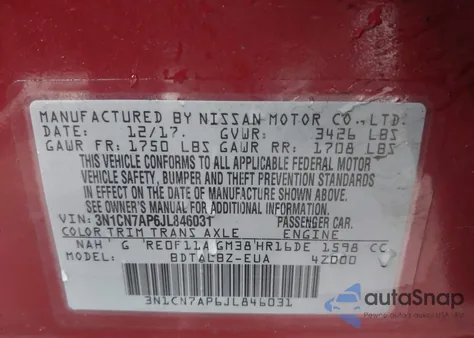 MANUFACTURED BY NISSAN MOTOR CO., LTD.
DATE: 12/17. GVWR: 3426 LBS
GAWR FR: 1750 LBS GAWR RR: 1708 LBS
THIS VEHICLE CONFORMS TO ALL APPLICABLE FEDERAL MOTOR
VEHICLE SAFETY, BUMPER AND THEFT PREVENTION STANDARDS
IN EFFECT ON THE DATE OF MANUFACTURE SHOWN ABOVE.
SEE OWNER'S MANUAL FOR ADDITIONAL INFORMATION.
VIN: 3N1CN7AP6JL846031 PASSENGER CAR.
COLOR TRIM TRANS AXLE ENGINE
NAH G RE0F11A GM38 HR16DE 1598 CC
MODEL: BDTALBZ-EUA 4Z000
3N1CN7AP6JL846031
autoSnap
POWERED BY